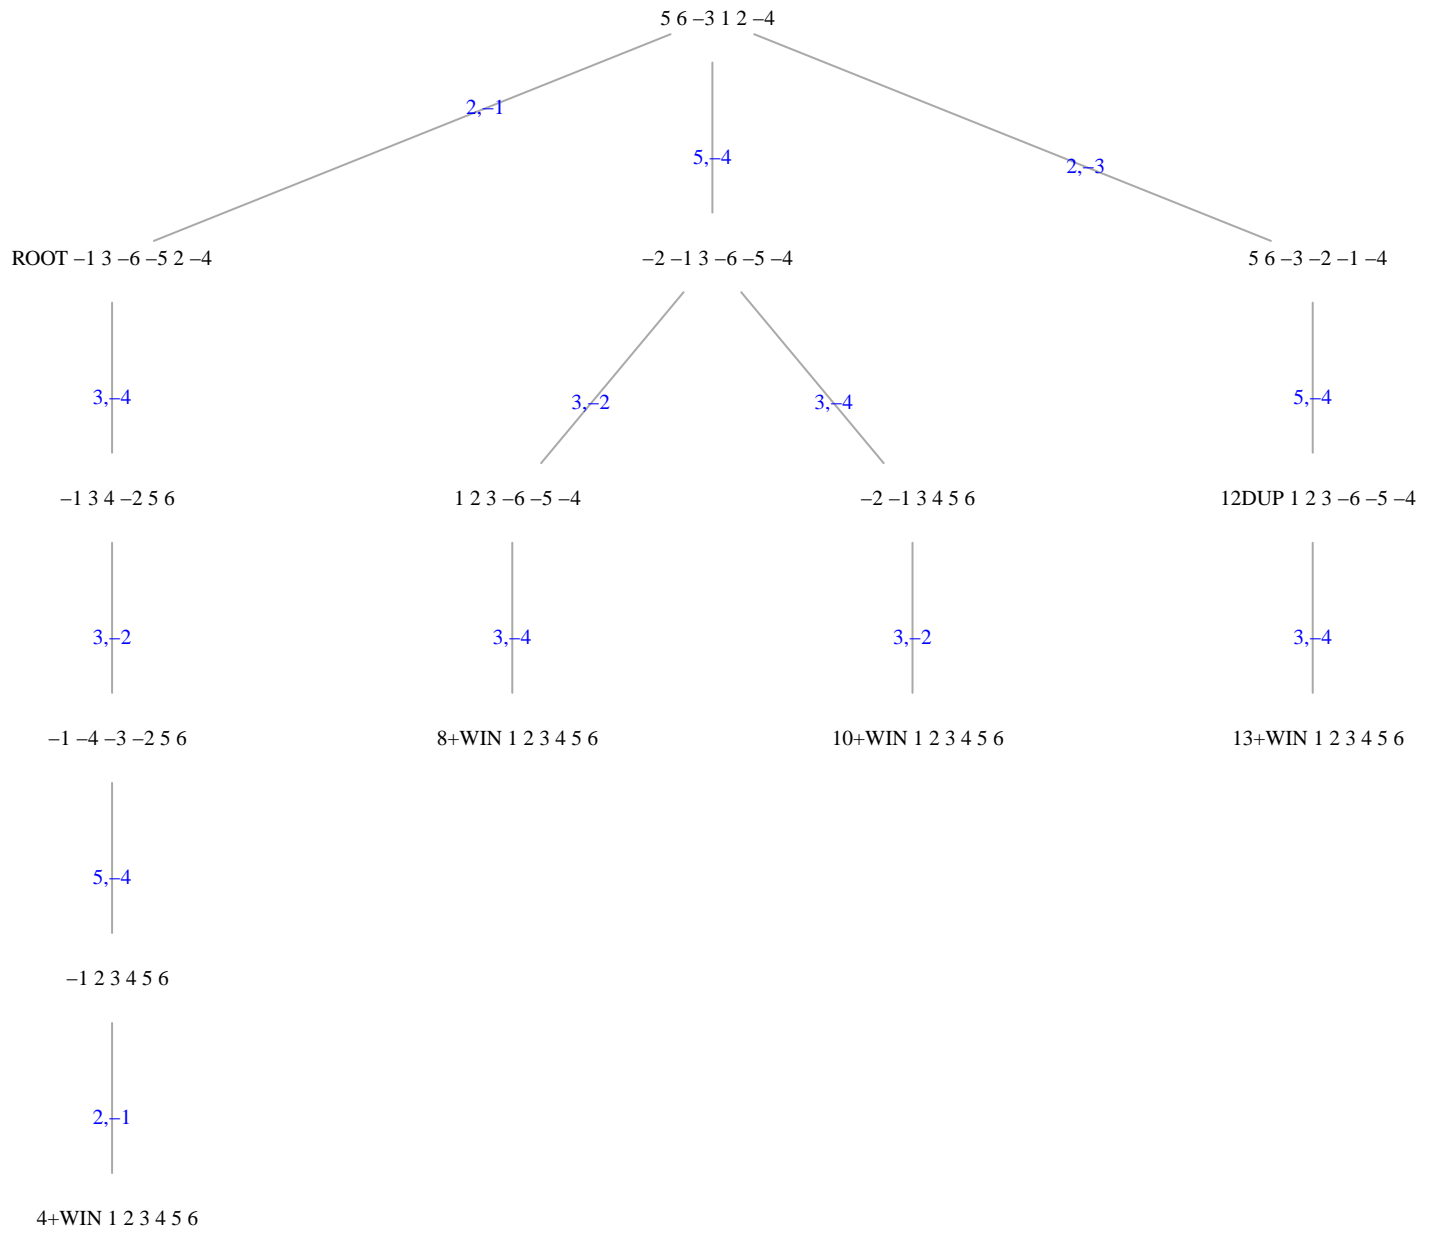 5 6 –3 1 2 –4
2,–1
5,–4
2,–3
ROOT –1 3 –6 –5 2 –4
–2 –1 3 –6 –5 –4
5 6 –3 –2 –1 –4
3,–4
3,–2
3,–4
5,–4
–1 3 4 –2 5 6
1 2 3 –6 –5 –4
–2 –1 3 4 5 6
12DUP 1 2 3 –6 –5 –4
3,–2
3,–4
3,–2
3,–4
–1 –4 –3 –2 5 6
8+WIN 1 2 3 4 5 6
10+WIN 1 2 3 4 5 6
13+WIN 1 2 3 4 5 6
5,–4
–1 2 3 4 5 6
2,–1
4+WIN 1 2 3 4 5 6